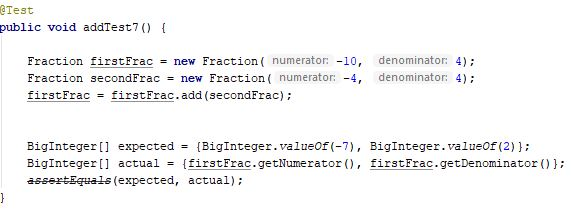 @Test
public void addTest7() {
Fraction firstFrac = new Fraction( numerator: -10, denominator: 4);
Fraction secondFrac = new Fraction( numerator: -4, denominator: 4);
firstFrac = firstFrac.add(secondFrac);
BigInteger[] expected = {BigInteger.valueOf(-7), BigInteger.valueOf(2)};
BigInteger[] actual = {firstFrac.getNumerator(), firstFrac.getDenominator()};
assertEquals(expected, actual);
}